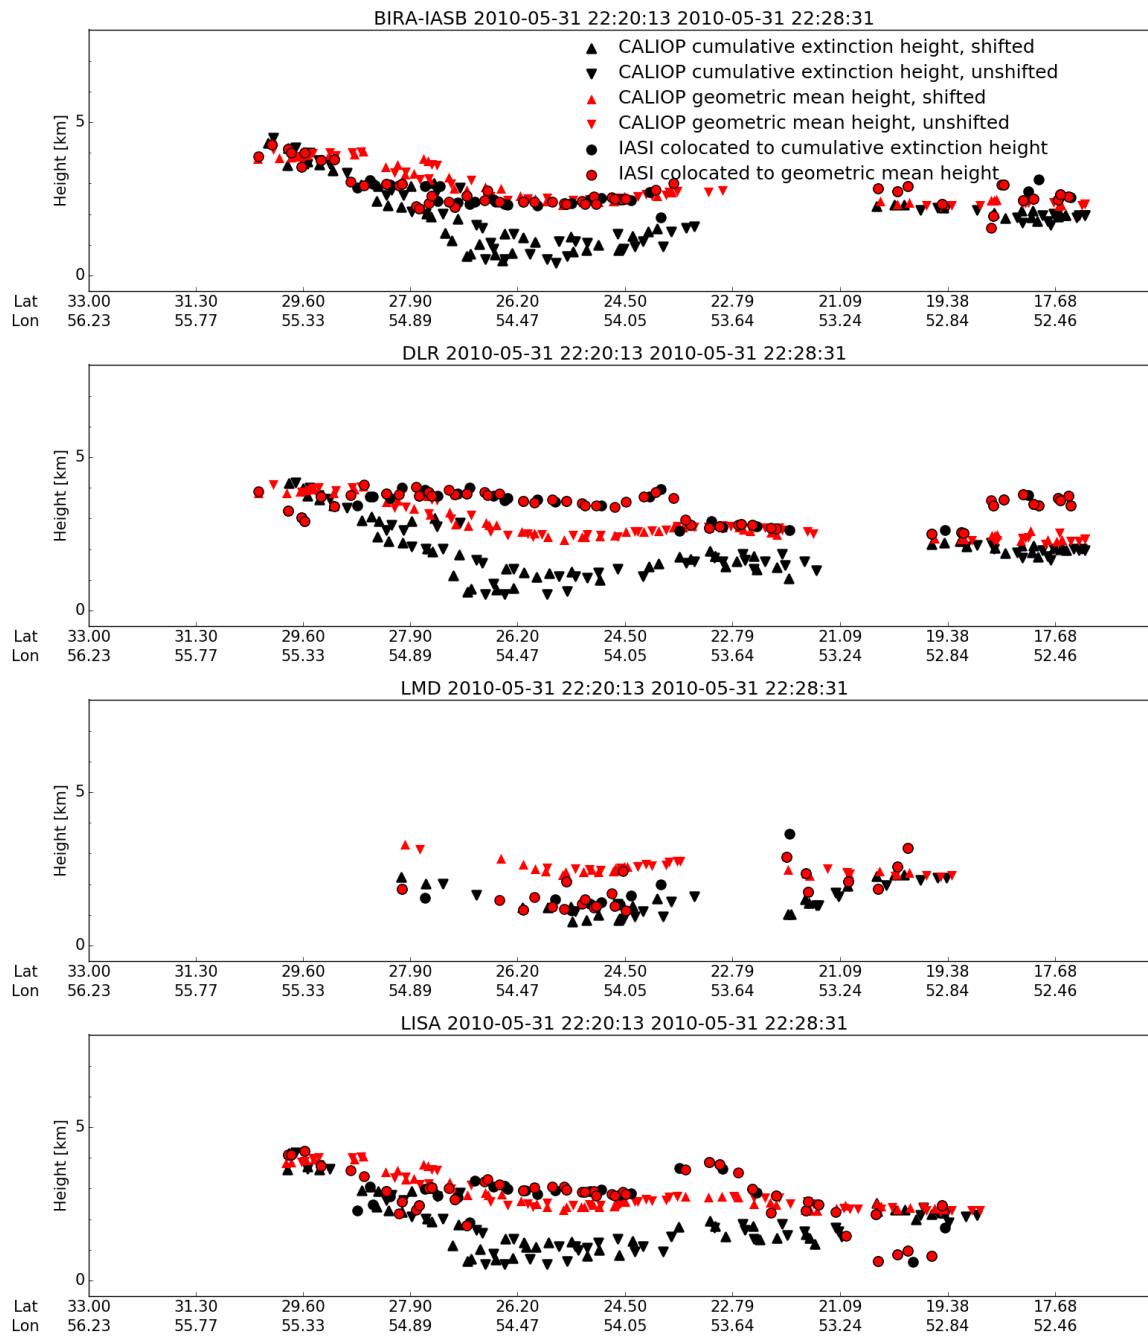 BIRA-IASB 2010-05-31 22:20:13 2010-05-31 22:28:31
CALIOP cumulative extinction height, shifted
CALIOP cumulative extinction height, unshifted
CALIOP geometric mean height, shifted
CALIOP geometric mean height, unshifted
IASI colocated to cumulative extinction height
IASI colocated to geometric mean height
Height [km]
5
0
Lat 33.00 31.30 29.60 27.90 26.20 24.50 22.79 21.09 19.38 17.68
Lon 56.23 55.77 55.33 54.89 54.47 54.05 53.64 53.24 52.84 52.46
DLR 2010-05-31 22:20:13 2010-05-31 22:28:31
Height [km]
5
0
Lat 33.00 31.30 29.60 27.90 26.20 24.50 22.79 21.09 19.38 17.68
Lon 56.23 55.77 55.33 54.89 54.47 54.05 53.64 53.24 52.84 52.46
LMD 2010-05-31 22:20:13 2010-05-31 22:28:31
Height [km]
5
0
Lat 33.00 31.30 29.60 27.90 26.20 24.50 22.79 21.09 19.38 17.68
Lon 56.23 55.77 55.33 54.89 54.47 54.05 53.64 53.24 52.84 52.46
LISA 2010-05-31 22:20:13 2010-05-31 22:28:31
Height [km]
5
0
Lat 33.00 31.30 29.60 27.90 26.20 24.50 22.79 21.09 19.38 17.68
Lon 56.23 55.77 55.33 54.89 54.47 54.05 53.64 53.24 52.84 52.46